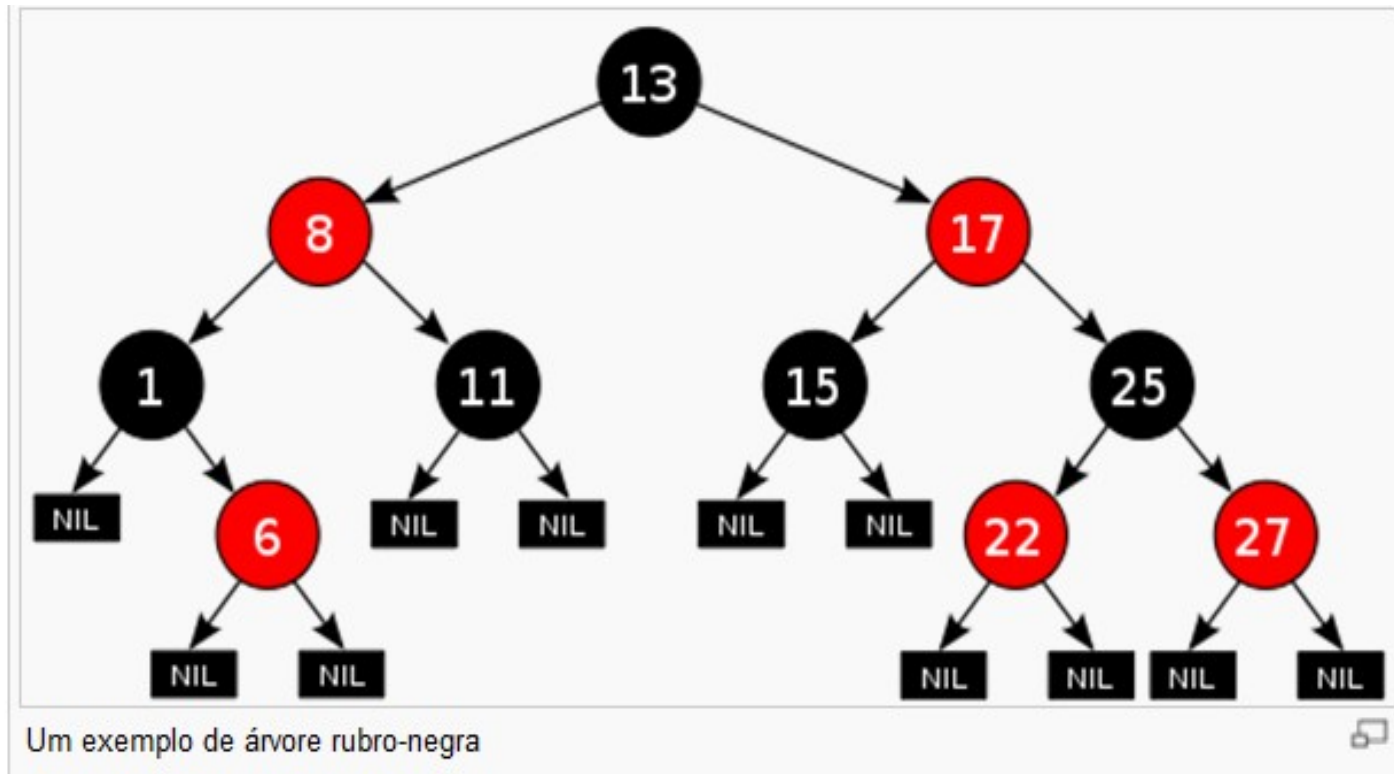 13
8 17
1 11 15 25
NIL 6 NIL NIL NIL NIL 22 27
NIL NIL NIL NIL NIL NIL
Um exemplo de árvore rubro-negra